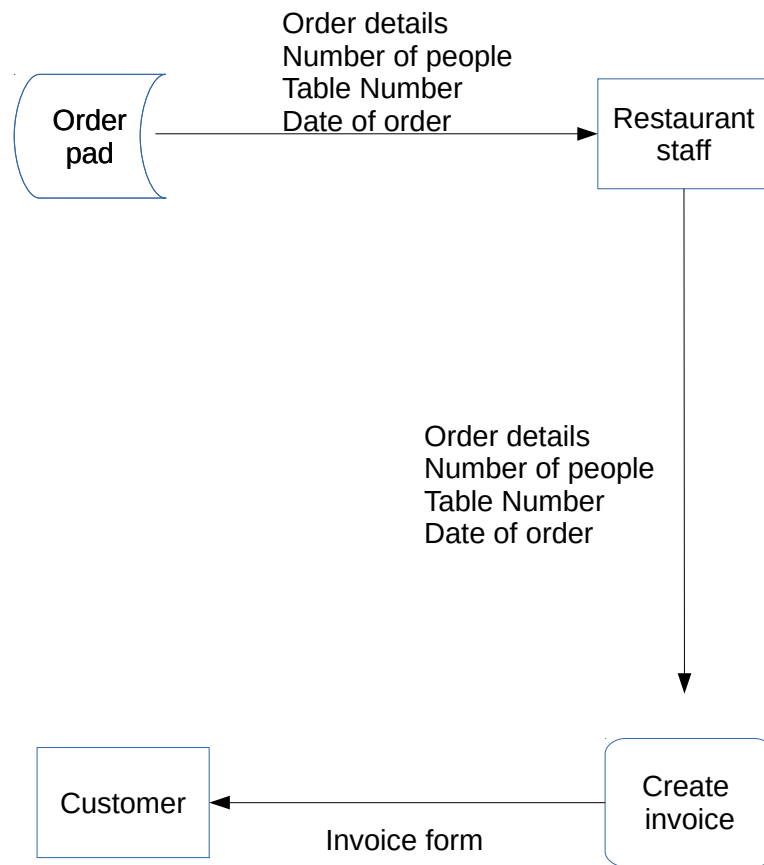 Order details
Number of people
Table Number
Date of order
Order
pad
Restaurant
staff
Order details
Number of people
Table Number
Date of order
Customer
Create
invoice
Invoice form